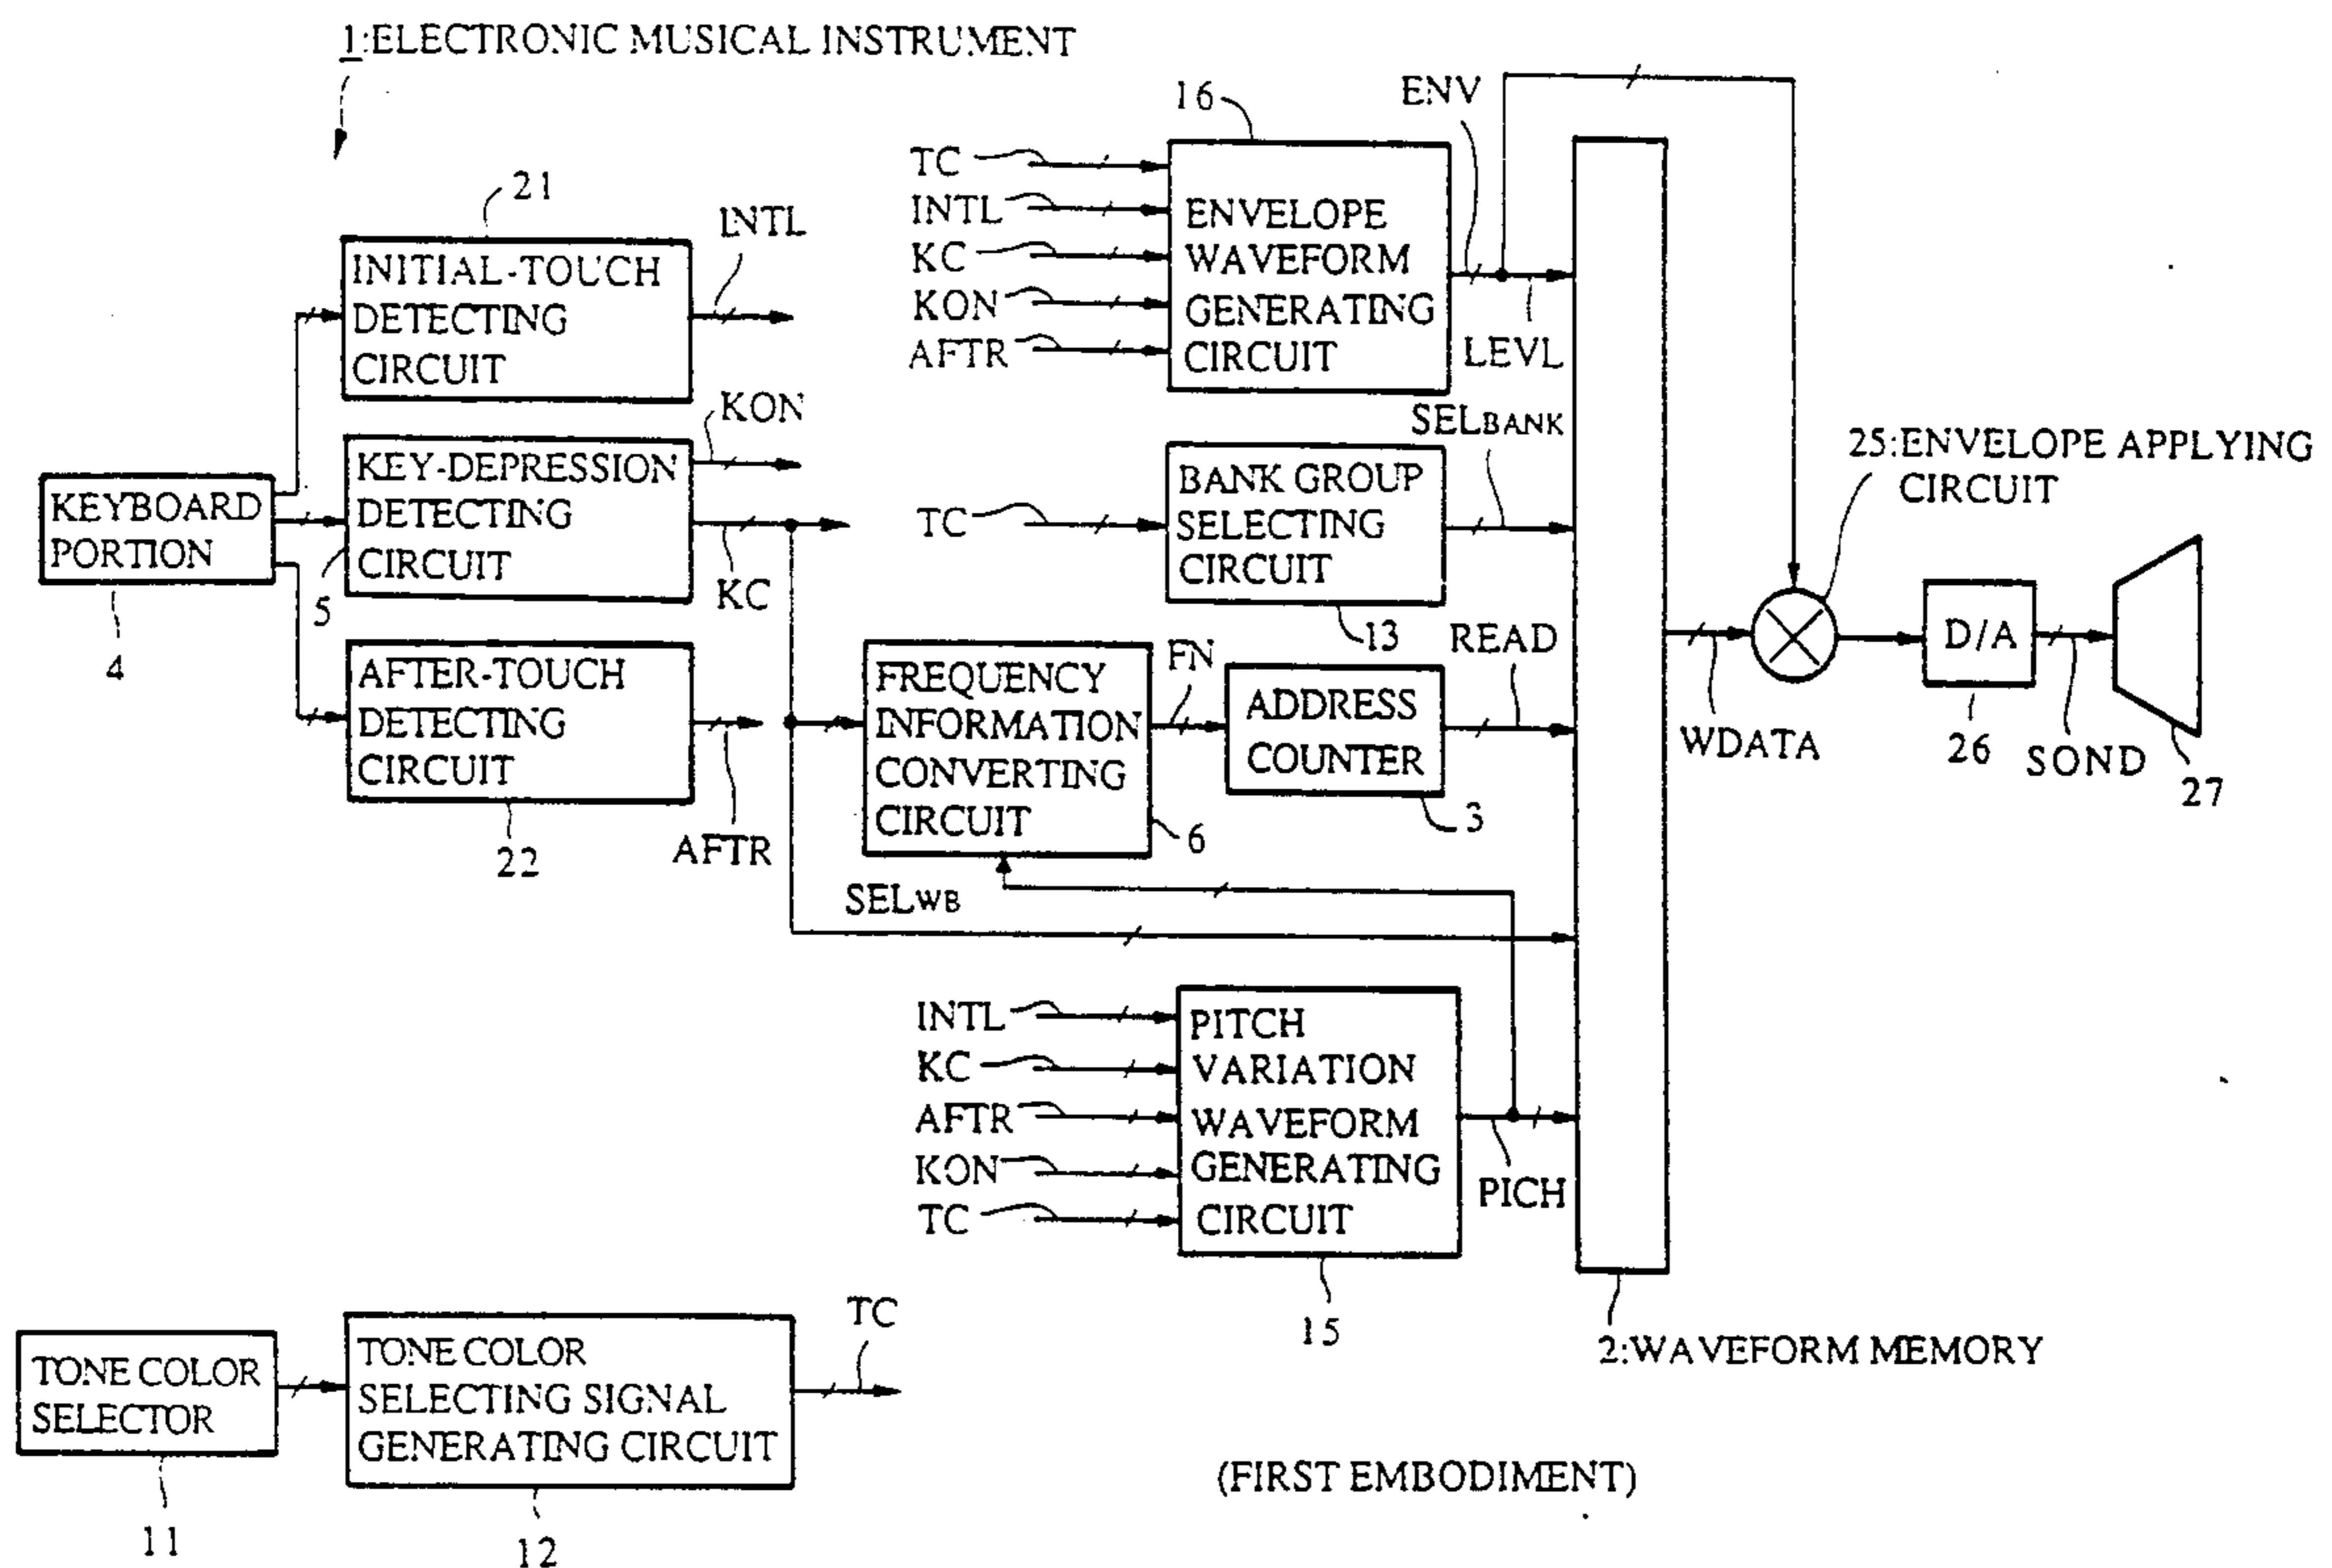 1:ELECTRONIC MUSICAL INSTRUMENT
21
INITIAL-TOUCH
DETECTING
CIRCUIT
INTL
KEYBOARD
PORTION
4
5
KEY-DEPRESSION
DETECTING
CIRCUIT
KON
KC
AFTER-TOUCH
DETECTING
CIRCUIT
22
AFTR
16
TC
INTL
KC
KON
AFTR
ENVELOPE
WAVEFORM
GENERATING
CIRCUIT
ENV
LEVL
TC
BANK GROUP
SELECTING
CIRCUIT
13
SELBANK
FREQUENCY
INFORMATION
CONVERTING
CIRCUIT
6
FN
ADDRESS
COUNTER
3
READ
SELWB
INTL
KC
AFTR
KON
TC
PITCH
VARIATION
WAVEFORM
GENERATING
CIRCUIT
15
PICH
2:WAVEFORM MEMORY
WDATA
25:ENVELOPE APPLYING
CIRCUIT
D/A
26
SOND
27
TONE COLOR
SELECTOR
11
TONE COLOR
SELECTING SIGNAL
GENERATING CIRCUIT
12
TC
(FIRST EMBODIMENT)